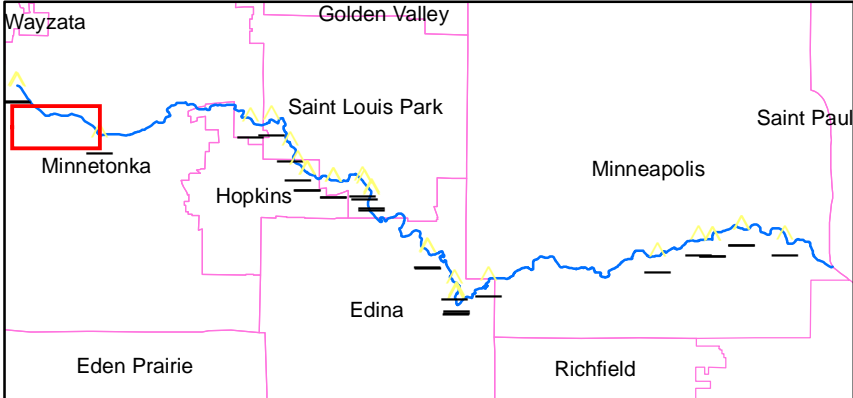 Golden Valley
Wayzata
Saint Louis Park
Saint Paul
Minnetonka
Minneapolis
Hopkins
Edina
Eden Prairie
Richfield